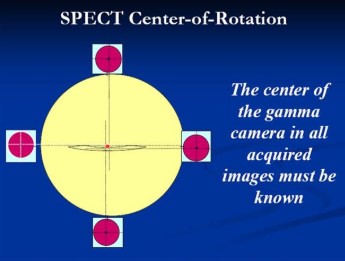 SPECT Center-of-Rotation
The center of
the gamma
camera in all
acquired
images must be
known